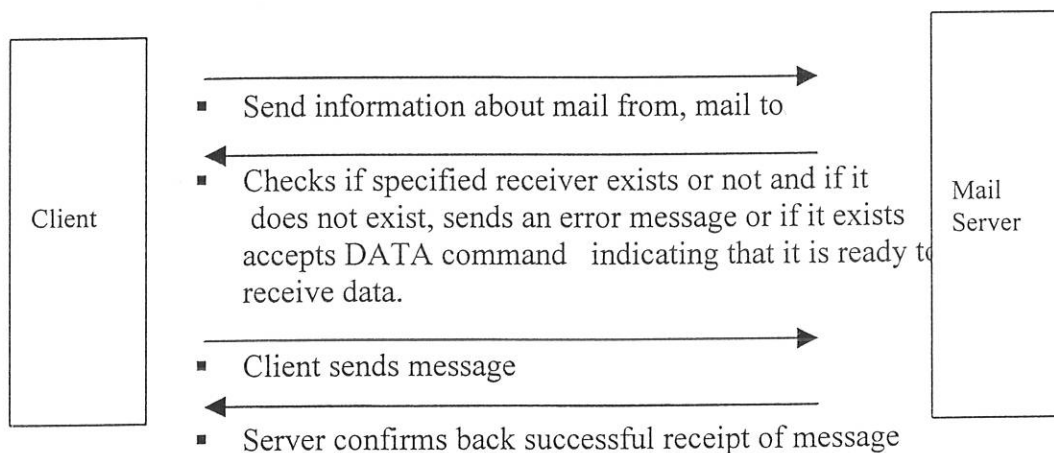 ▪ Send information about mail from, mail to
▪ Checks if specified receiver exists or not and if it
does not exist, sends an error message or if it exists
accepts DATA command indicating that it is ready to
receive data.
Client
Mail
Server
▪ Client sends message
▪ Server confirms back successful receipt of message